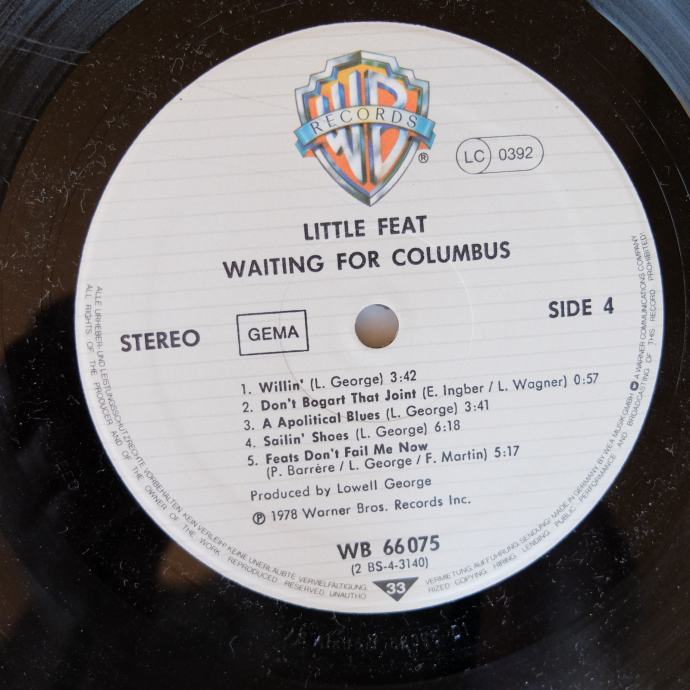 WB
RECORDS
®
LC 0392
LITTLE FEAT
WAITING FOR COLUMBUS
STEREO
GEMA
SIDE 4
1. Willin' (L. George) 3:42
2. Don't Bogart That Joint (E. Ingber / L. Wagner) 0:57
3. A Apolitical Blues (L. George) 3:41
4. Sailin' Shoes (L. George) 6:18
5. Feats Don't Fail Me Now
(P. Barrère / L. George / F. Martin) 5:17
Produced by Lowell George
℗ 1978 Warner Bros. Records Inc.
WB 66075
(2 BS-4-3140)
33
ALLE URHEBER- UND LEISTUNGSSCHUTZRECHTE VORBEHALTEN KEIN VERLEIH! KEINE UNERLAUBTE VERVIELFÄLTIGUNG,
VERMIETUNG, AUFFÜHRUNG, SENDUNG! MADE IN GERMANY BY WEA MUSIK GMBH A WARNER COMMUNICATIONS COMPANY
ALL RIGHTS OF THE PRODUCER AND OF THE OWNER OF THE WORK REPRODUCED RESERVED. UNAUTHO
RIZED COPYING, HIRING, LENDING, PUBLIC PERFORMANCE AND BROADCASTING OF THIS RECORD PROHIBITED!